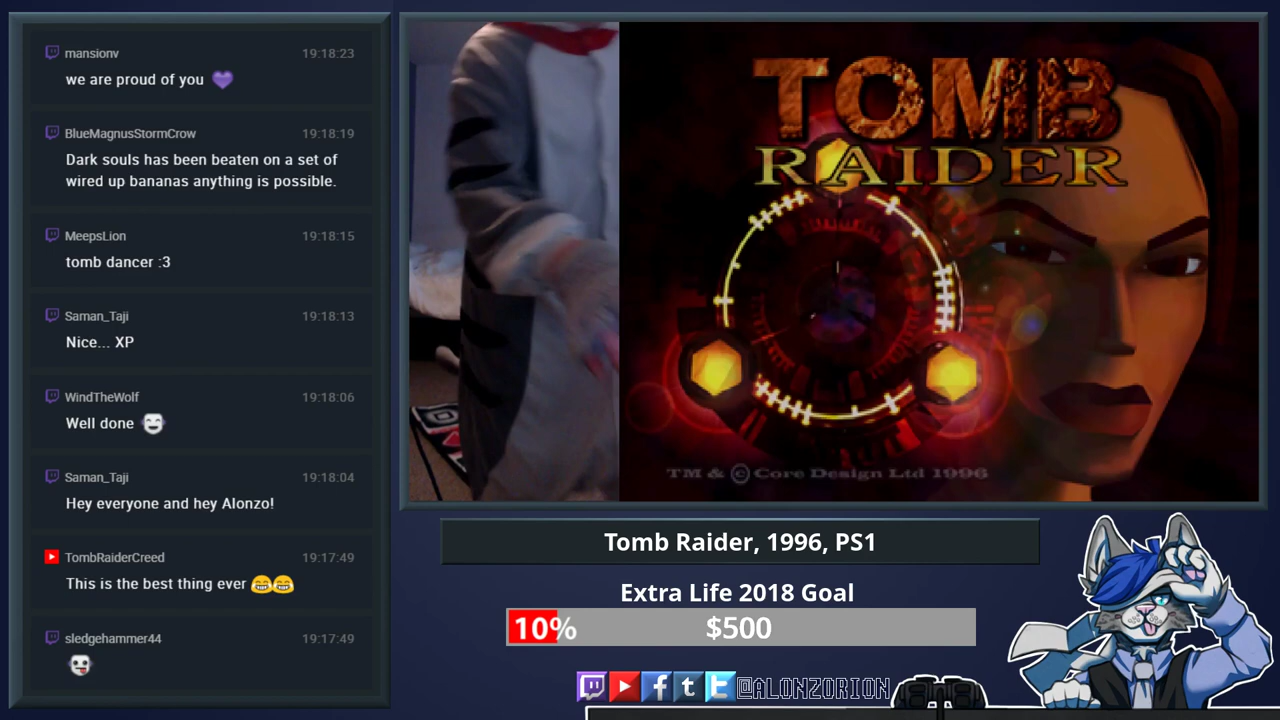 mansionv 19:18:23
we are proud of you
BlueMagnusStormCrow 19:18:19
Dark souls has been beaten on a set of
wired up bananas anything is possible.
MeepsLion 19:18:15
tomb dancer :3
Saman_Taji 19:18:13
Nice... XP
WindTheWolf 19:18:06
Well done
Saman_Taji 19:18:04
Hey everyone and hey Alonzo!
TombRaiderCreed 19:17:49
This is the best thing ever 😂😂
sledgehammer44 19:17:49
TOMB
RAIDER
TM & © Core Design Ltd 1996
Tomb Raider, 1996, PS1
Extra Life 2018 Goal
10% $500
@ALONZORION